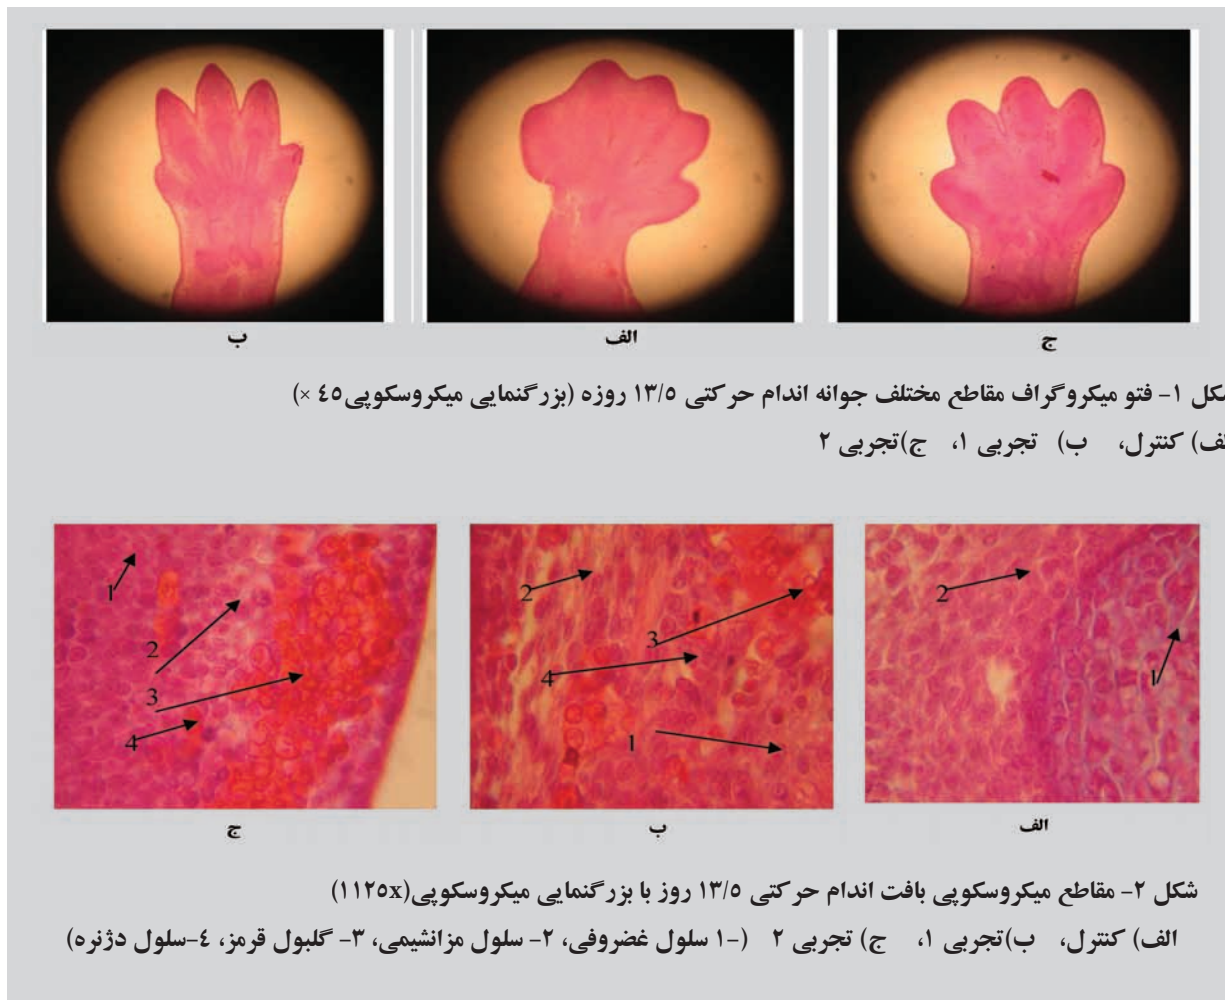 ب
الف
ج
شکل ۱- فتو میکروگراف مقاطع مختلف جوانه اندام حرکتی ۱۳/۵ روزه (بزرگنمایی میکروسکوپی٤٥ ×)
الف) کنترل، ب) تجربی ۱، ج)تجربی ۲
1
2
3
4
2
3
4
1
2
1
ج
ب
الف
شکل ۲- مقاطع میکروسکوپی بافت اندام حرکتی ۱۳/۵ روز با بزرگنمایی میکروسکوپی(۱۱۲٥x)
الف) کنترل، ب)تجربی ۱، ج) تجربی ۲ (-۱ سلول غضروفی، ۲- سلول مزانشیمی، ۳- گلبول قرمز، ٤-سلول دژنره)